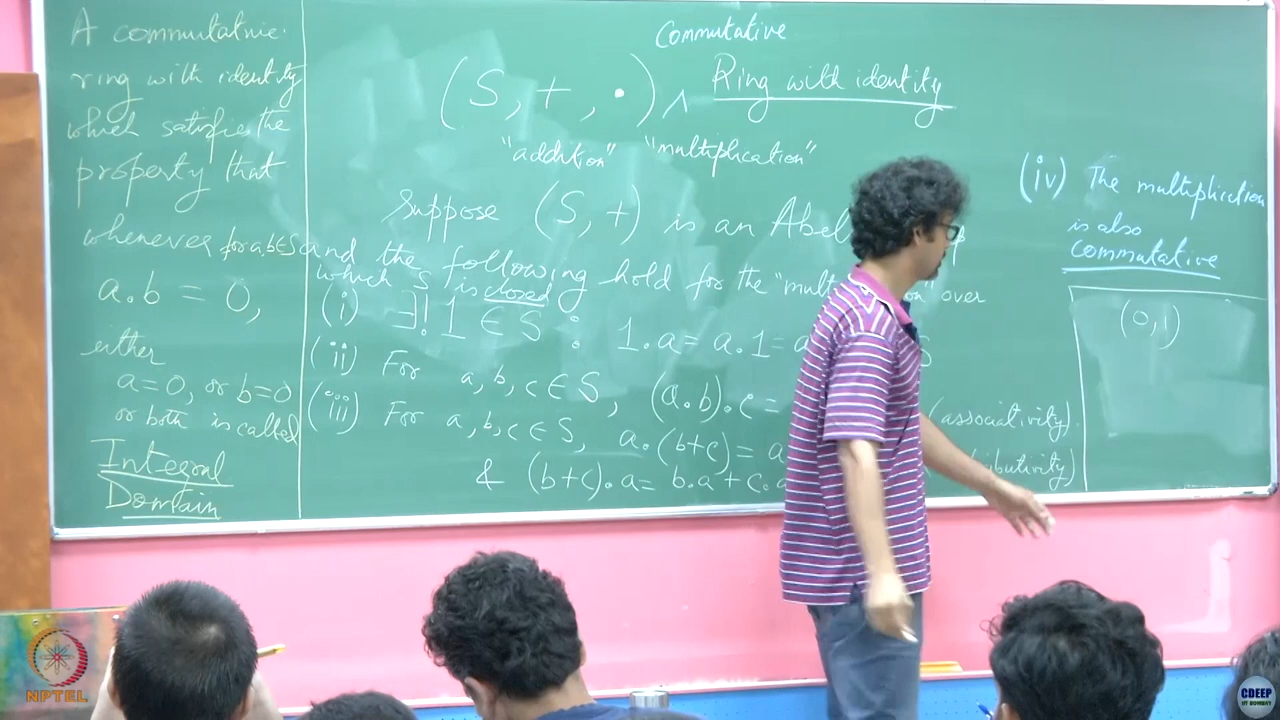 A commutative
ring with identity
which satisfies the
property that
whenever for a,b∈S
a.b = 0,
either
a=0, or b=0
or both is called
Integral
Domain
Commutative
(S, +, •) ∧ Ring with identity
"addition" "multiplication"
Suppose (S, +) is an Abel
and the following hold for the "mult on" over
which S is closed
(i) ∃! 1 ∈ S : 1.a = a.1 = a S
(ii) For a, b, c ∈ S, (a.b).c = (associativity)
(iii) For a, b, c ∈ S, a.(b+c) = a
& (b+c).a = b.a + c.a ibutivity)
(iv) The multiplication
is also
commutative
(0,1)
NPTEL
CDEEP
IIT BOMBAY